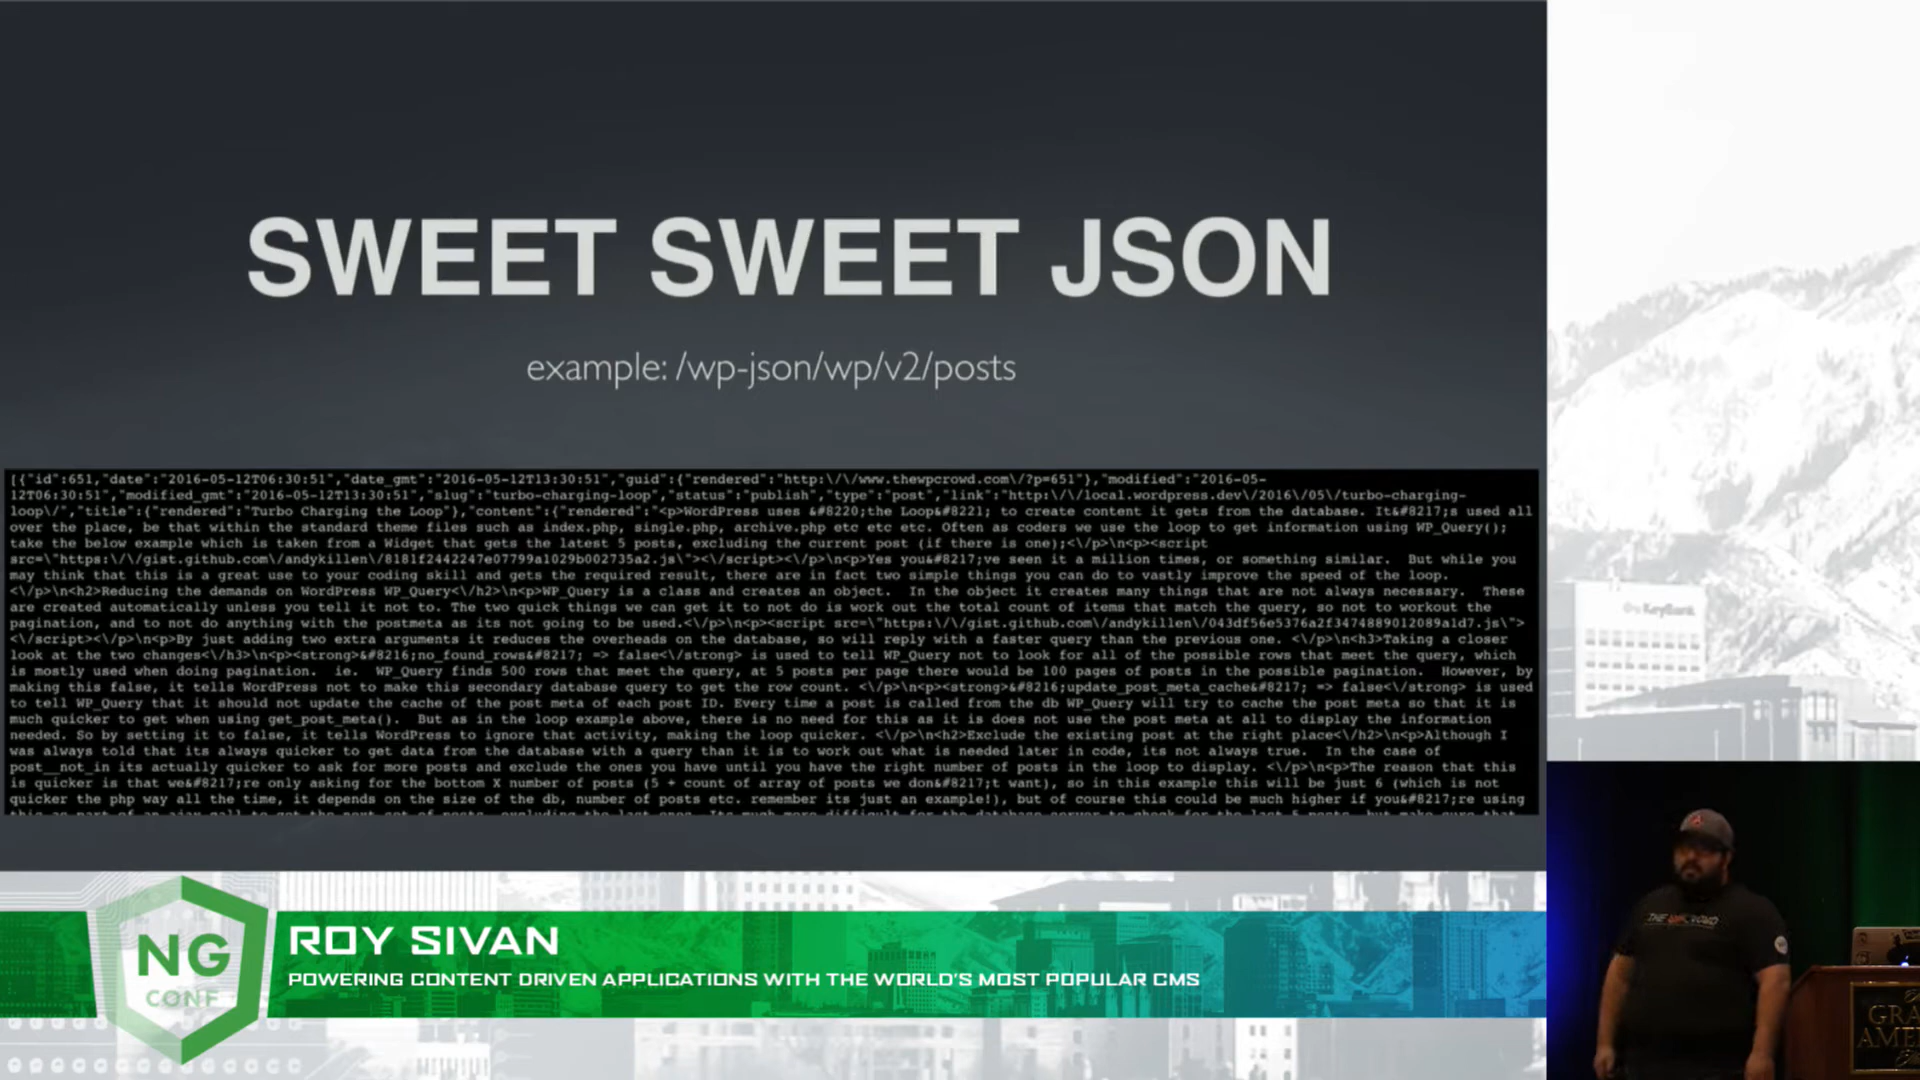 SWEET SWEET JSON
example: /wp-json/wp/v2/posts
[{"id":651,"date":"2016-05-12T06:30:51","date_gmt":"2016-05-12T13:30:51","guid":{"rendered":"http:\/\/www.thewpcrowd.com\/?p=651"},"modified":"2016-05-
12T06:30:51","modified_gmt":"2016-05-12T13:30:51","slug":"turbo-charging-loop","status":"publish","type":"post","link":"http:\/\/local.wordpress.dev\/2016\/05\/turbo-charging-
loop\/","title":{"rendered":"Turbo Charging the Loop"},"content":{"rendered":"<p>WordPress uses &#8220;the Loop&#8221; to create content it gets from the database. It&#8217;s used all
over the place, be that within the standard theme files such as index.php, single.php, archive.php etc etc etc. Often as coders we use the loop to get information using WP_Query();
take the below example which is taken from a Widget that gets the latest 5 posts, excluding the current post (if there is one);<\/p>\n<p><script
src=\"https:\/\/gist.github.com\/andykillen\/8181f2442247e07799a1029b002735a2.js\"><\/script><\/p>\n<p>Yes you&#8217;ve seen it a million times, or something similar.  But while you
may think that this is a great use to your coding skill and gets the required result, there are in fact two simple things you can do to vastly improve the speed of the loop.
<\/p>\n<h2>Reducing the demands on WordPress WP_Query<\/h2>\n<p>WP_Query is a class and creates an object.  In the object it creates many things that are not always necessary.  These
are created automatically unless you tell it not to. The two quick things we can get it to not do is work out the total count of items that match the query, so not to workout the
pagination, and to not do anything with the postmeta as its not going to be used.<\/p>\n<p><script src=\"https:\/\/gist.github.com\/andykillen\/043df56e5376a2f3474889012089a1d7.js\">
<\/script><\/p>\n<p>By just adding two extra arguments it reduces the overheads on the database, so will reply with a faster query than the previous one. <\/p>\n<h3>Taking a closer
look at the two changes<\/h3>\n<p><strong>&#8216;no_found_rows&#8217; => false<\/strong> is used to tell WP_Query not to look for all of the possible rows that meet the query, which
is mostly used when doing pagination.  ie.  WP_Query finds 500 rows that meet the query, at 5 posts per page there would be 100 pages of posts in the possible pagination.  However, by
making this false, it tells WordPress not to make this secondary database query to get the row count. <\/p>\n<p><strong>&#8216;update_post_meta_cache&#8217; => false<\/strong> is used
to tell WP_Query that it should not update the cache of the post meta of each post ID. Every time a post is called from the db WP_Query will try to cache the post meta so that it is
much quicker to get when using get_post_meta().  But as in the loop example above, there is no need for this as it is does not use the post meta at all to display the information
needed. So by setting it to false, it tells WordPress to ignore that activity, making the loop quicker. <\/p>\n<h2>Exclude the existing post at the right place<\/h2>\n<p>Although I
was always told that its always quicker to get data from the database with a query than it is to work out what is needed later in code, its not always true.  In the case of
post__not_in its actually quicker to ask for more posts and exclude the ones you have until you have the right number of posts in the loop to display. <\/p>\n<p>The reason that this
is quicker is that we&#8217;re only asking for the bottom X number of posts (5 + count of array of posts we don&#8217;t want), so in this example this will be just 6 (which is not
quicker the php way all the time, it depends on the size of the db, number of posts etc. remember its just an example!), but of course this could be much higher if you&#8217;re using
KeyBank
NG
CONF
ROY SIVAN
POWERING CONTENT DRIVEN APPLICATIONS WITH THE WORLD'S MOST POPULAR CMS